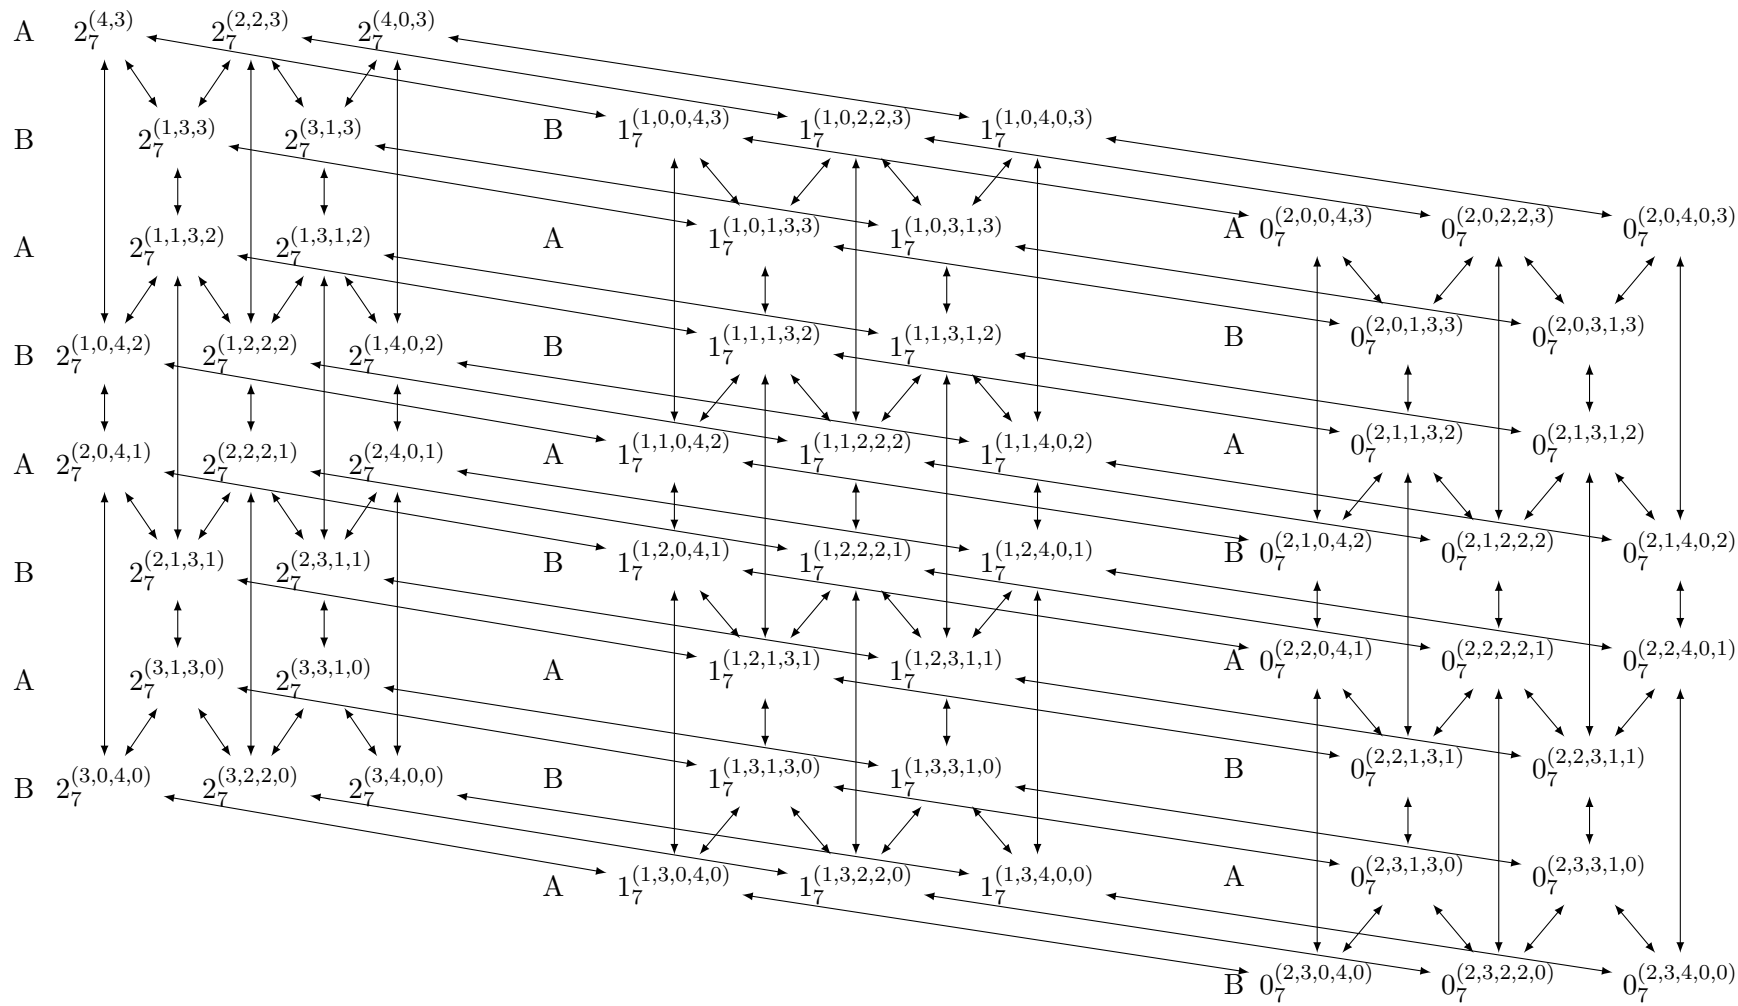 A 2_7^{(4,3)} 2_7^{(2,2,3)} 2_7^{(4,0,3)}
B 2_7^{(1,3,3)} 2_7^{(3,1,3)} B 1_7^{(1,0,0,4,3)} 1_7^{(1,0,2,2,3)} 1_7^{(1,0,4,0,3)}
A 2_7^{(1,1,3,2)} 2_7^{(1,3,1,2)} A 1_7^{(1,0,1,3,3)} 1_7^{(1,0,3,1,3)} A 0_7^{(2,0,0,4,3)} 0_7^{(2,0,2,2,3)} 0_7^{(2,0,4,0,3)}
B 2_7^{(1,0,4,2)} 2_7^{(1,2,2,2)} 2_7^{(1,4,0,2)} B 1_7^{(1,1,1,3,2)} 1_7^{(1,1,3,1,2)} B 0_7^{(2,0,1,3,3)} 0_7^{(2,0,3,1,3)}
A 2_7^{(2,0,4,1)} 2_7^{(2,2,2,1)} 2_7^{(2,4,0,1)} A 1_7^{(1,1,0,4,2)} 1_7^{(1,1,2,2,2)} 1_7^{(1,1,4,0,2)} A 0_7^{(2,1,1,3,2)} 0_7^{(2,1,3,1,2)}
B 2_7^{(2,1,3,1)} 2_7^{(2,3,1,1)} B 1_7^{(1,2,0,4,1)} 1_7^{(1,2,2,2,1)} 1_7^{(1,2,4,0,1)} B 0_7^{(2,1,0,4,2)} 0_7^{(2,1,2,2,2)} 0_7^{(2,1,4,0,2)}
A 2_7^{(3,1,3,0)} 2_7^{(3,3,1,0)} A 1_7^{(1,2,1,3,1)} 1_7^{(1,2,3,1,1)} A 0_7^{(2,2,0,4,1)} 0_7^{(2,2,2,2,1)} 0_7^{(2,2,4,0,1)}
B 2_7^{(3,0,4,0)} 2_7^{(3,2,2,0)} 2_7^{(3,4,0,0)} B 1_7^{(1,3,1,3,0)} 1_7^{(1,3,3,1,0)} B 0_7^{(2,2,1,3,1)} 0_7^{(2,2,3,1,1)}
A 1_7^{(1,3,0,4,0)} 1_7^{(1,3,2,2,0)} 1_7^{(1,3,4,0,0)} A 0_7^{(2,3,1,3,0)} 0_7^{(2,3,3,1,0)}
B 0_7^{(2,3,0,4,0)} 0_7^{(2,3,2,2,0)} 0_7^{(2,3,4,0,0)}